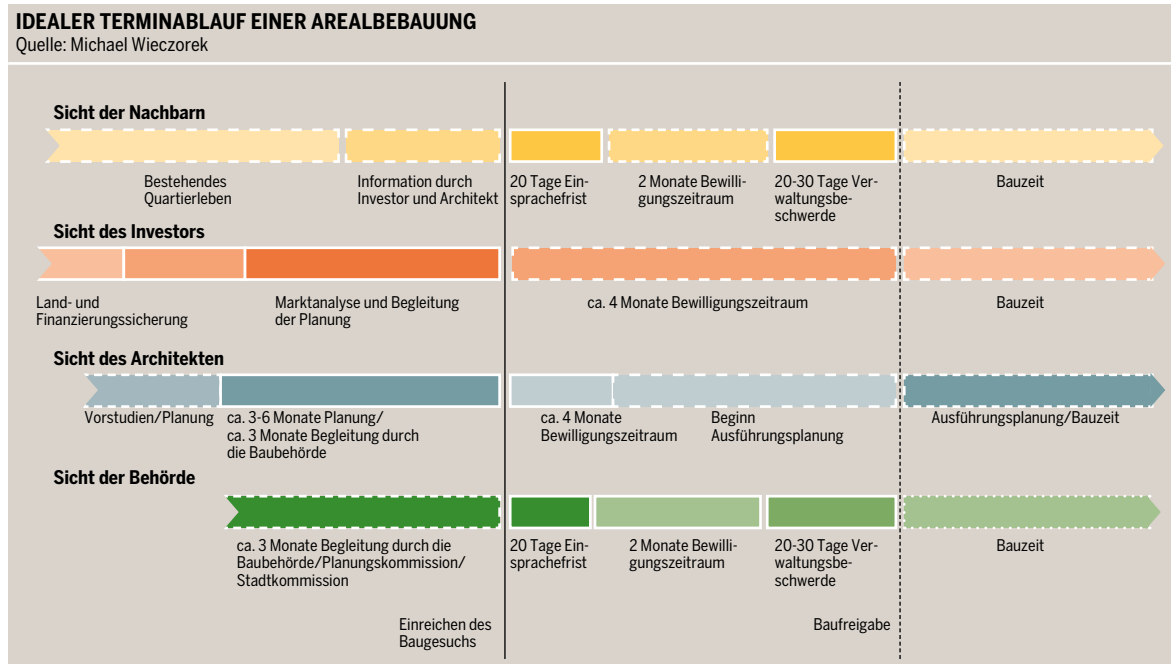 IDEALER TERMINABLAUF EINER AREALBEBAUUNG
Quelle: Michael Wieczorek
Sicht der Nachbarn
Bestehendes
Quartierleben
Information durch
Investor und Architekt
20 Tage Ein-
sprachefrist
2 Monate Bewilli-
gungszeitraum
20-30 Tage Ver-
waltungsbe-
schwerde
Bauzeit
Sicht des Investors
Land- und
Finanzierungssicherung
Marktanalyse und Begleitung
der Planung
ca. 4 Monate Bewilligungszeitraum
Bauzeit
Sicht des Architekten
Vorstudien/Planung
ca. 3-6 Monate Planung/
ca. 3 Monate Begleitung durch
die Baubehörde
ca. 4 Monate
Bewilligungszeitraum
Beginn
Ausführungsplanung
Ausführungsplanung/Bauzeit
Sicht der Behörde
ca. 3 Monate Begleitung durch die
Baubehörde/Planungskommission/
Stadtkommission
20 Tage Ein-
sprachefrist
2 Monate Bewilli-
gungszeitraum
20-30 Tage Ver-
waltungsbe-
schwerde
Bauzeit
Einreichen des
Baugesuchs
Baufreigabe